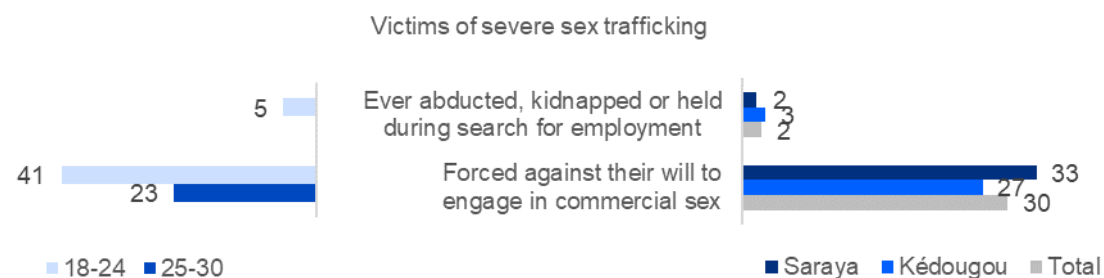 Victims of severe sex trafficking
5
Ever abducted, kidnapped or held
during search for employment
2
3
2
41
23
Forced against their will to
engage in commercial sex
33
27
30
18-24 25-30
Saraya Kédougou Total